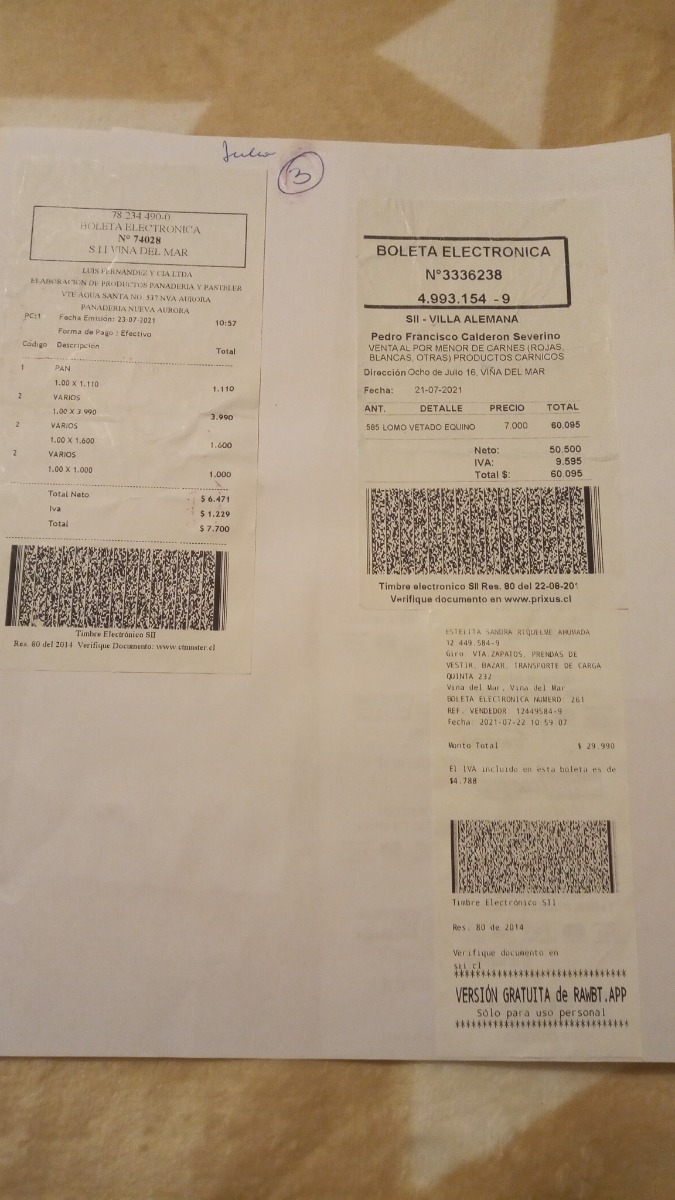 Julio
3
78 234 490-0
BOLETA ELECTRONICA
N° 74028
S I I VINA DEL MAR
LUIS FERNANDEZ Y CIA LTDA
ELABORACION DE PRODUCTOS PANADERIA Y PASTELER
VTE AGUA SANTA NO. 537 NVA AURORA
PANADERIA NUEVA AURORA
PC:1 Fecha Emisión: 23-07-2021 10:57
Forma de Pago : Efectivo
Código Descripción Total
1 PAN
1.00 X 1.110 1.110
2 VARIOS
1.00 X 3 990 3.990
2 VARIOS
1.00 X 1.600 1.600
2 VARIOS
1.00 X 1.000 1.000
Total Neto $ 6.471
Iva $ 1.229
Total $ 7.700
Timbre Electrónico SII
Res. 80 del 2014 Verifique Documento: www
BOLETA ELECTRONICA
N°3336238
4.993.154 -9
SII - VILLA ALEMANA
Pedro Francisco Calderon Severino
VENTA AL POR MENOR DE CARNES (ROJAS,
BLANCAS, OTRAS) PRODUCTOS CARNICOS
Dirección Ocho de Julio 16, VIÑA DEL MAR
Fecha: 21-07-2021
ANT. DETALLE PRECIO TOTAL
585 LOMO VETADO EQUINO 7.000 60.095
Neto: 50.500
IVA: 9.595
Total $: 60.095
Timbre electronico SII Res. 80 del 22-08-201
Verifique documento en www.prixus.cl
ESTELITA SANDRA RIQUELME AHUMADA
12 449.584-9
Giro: VTA.ZAPATOS, PRENDAS DE
VESTIR, BAZAR, TRANSPORTE DE CARGA
QUINTA 232
Vina del Mar, Vina del Mar
BOLETA ELECTRONICA NUMERO: 261
REF. VENDEDOR 12449584-9
Fecha: 2021-07-22 10:59:07
Monto Total $ 29.990
El IVA incluido en esta boleta es de
$4.788
Timbre Electrónico SII
Res. 80 de 2014
Verifique documento en
sii.cl
******************************
VERSIÓN GRATUITA de RAWBT.APP
Sólo para uso personal
******************************